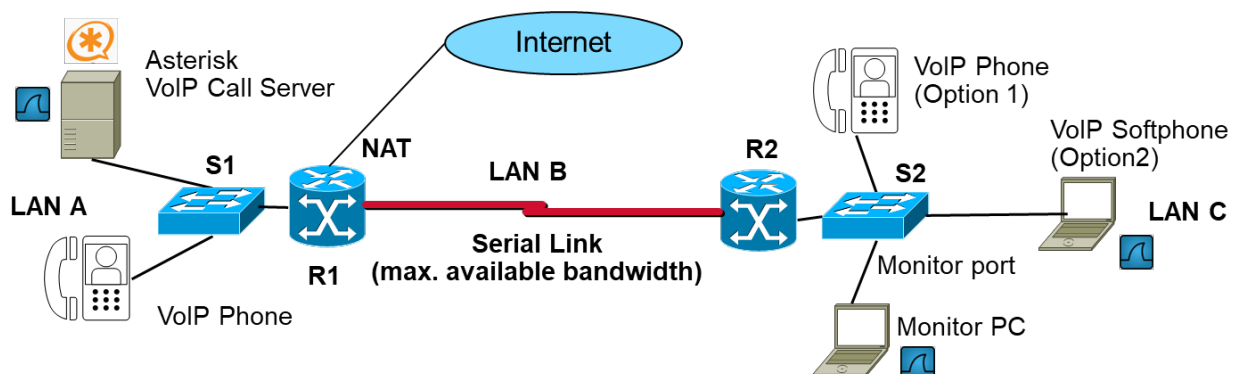 Internet
Asterisk
VoIP Call Server
VoIP Phone
(Option 1)
VoIP Softphone
(Option2)
NAT
R2
S1
LAN B
S2
LAN A
LAN C
Serial Link
(max. available bandwidth)
R1
Monitor port
VoIP Phone
Monitor PC